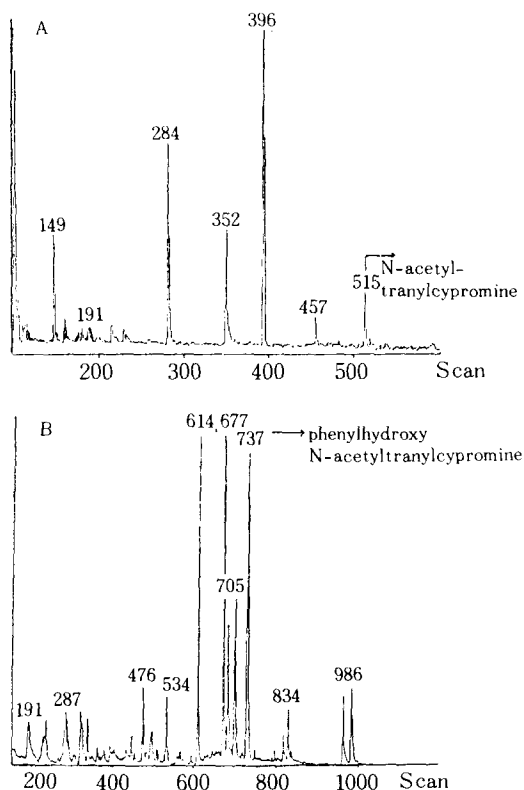 A
396
284
149
352
191
N-acetyl-
515 tranylcypromine
457
200 300 400 500 Scan
B
614,677 phenylhydroxy
737 N-acetyltranylcypromine
705
476
534
986
834
191 287
200 400 600 800 1000 Scan